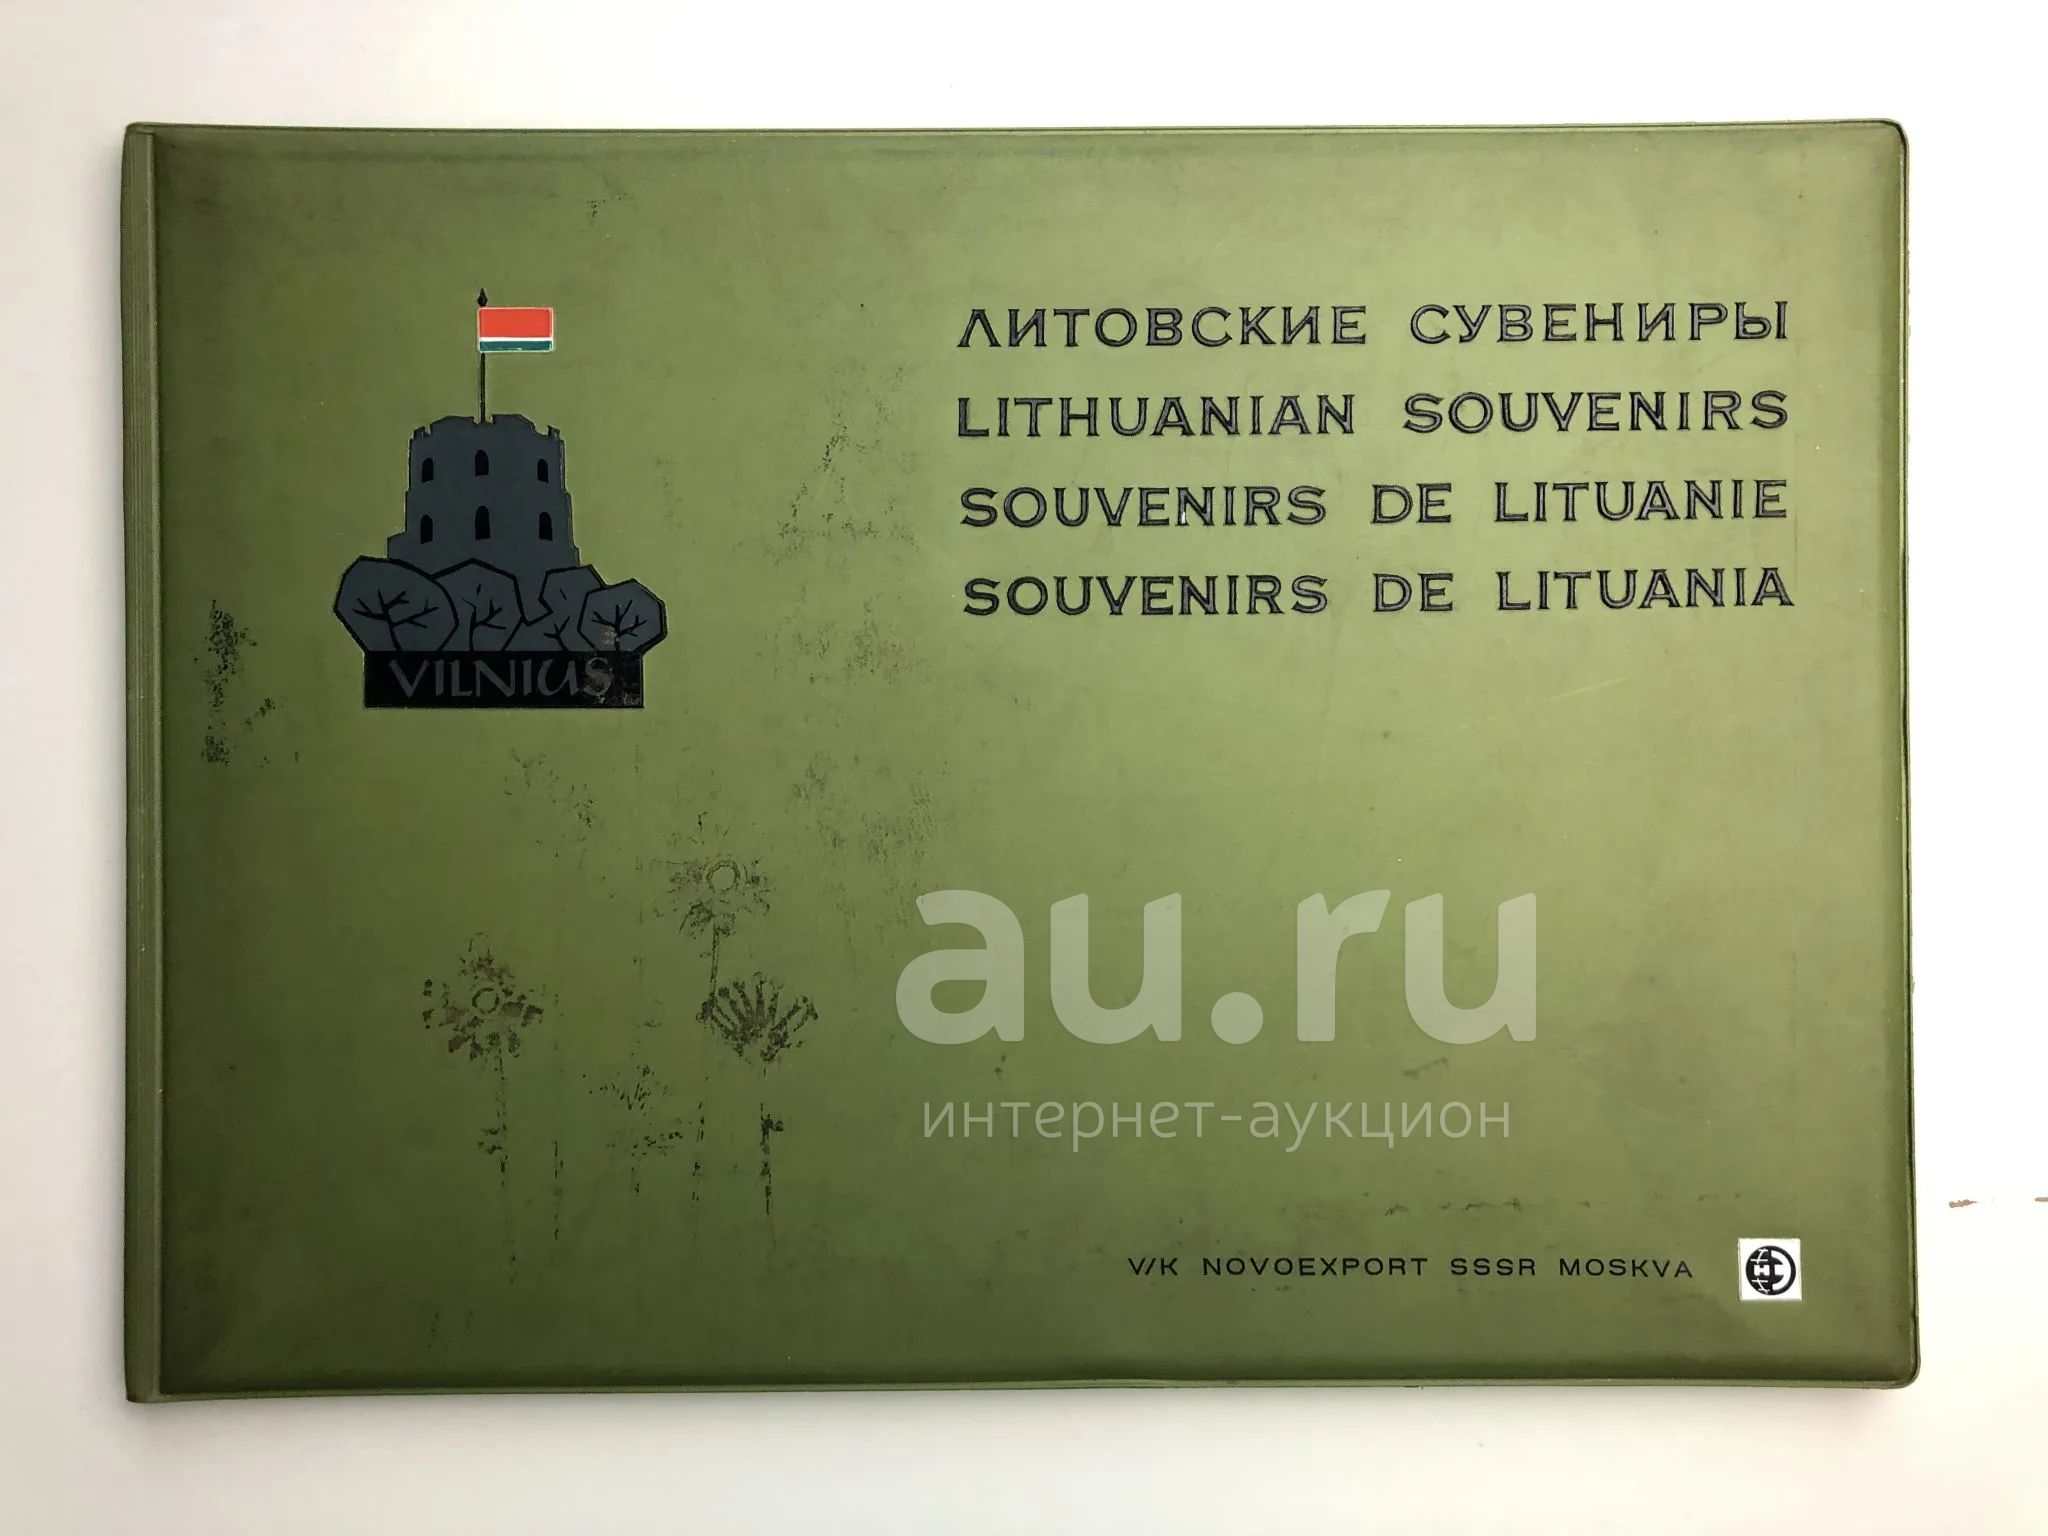 ЛИТОВСКИЕ СУВЕНИРЫ
LITHUANIAN SOUVENIRS
SOUVENIRS DE LITUANIE
SOUVENIRS DE LITUANIA
VILNIUS
au.ru
интернет-аукцион
V/K NOVOEXPORT SSSR MOSKVA